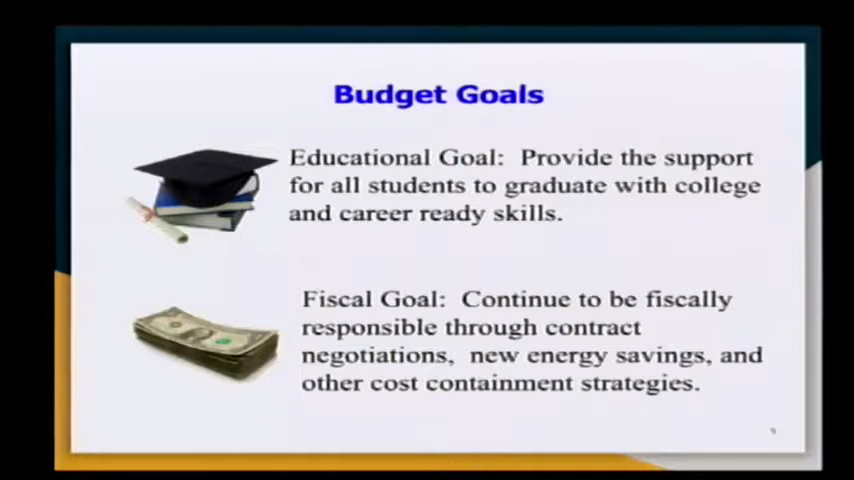 Budget Goals
Educational Goal:  Provide the support
for all students to graduate with college
and career ready skills.
Fiscal Goal:  Continue to be fiscally
responsible through contract
negotiations,  new energy savings, and
other cost containment strategies.